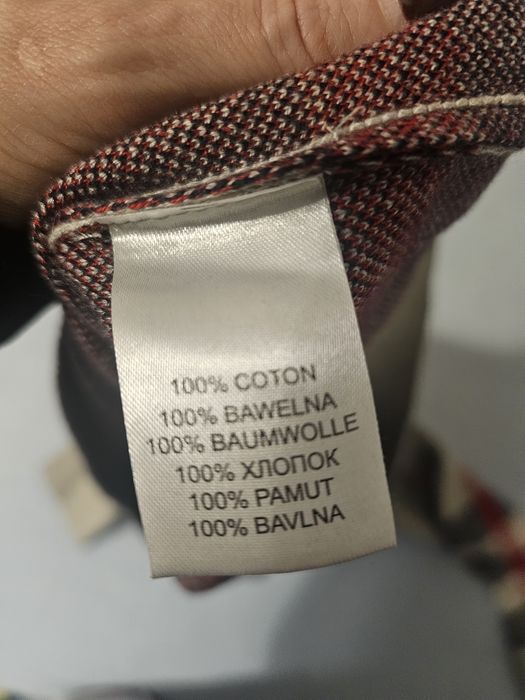 100% COTON
100% BAWELNA
100% BAUMWOLLE
100% ХЛОПОК
100% PAMUT
100% BAVLNA